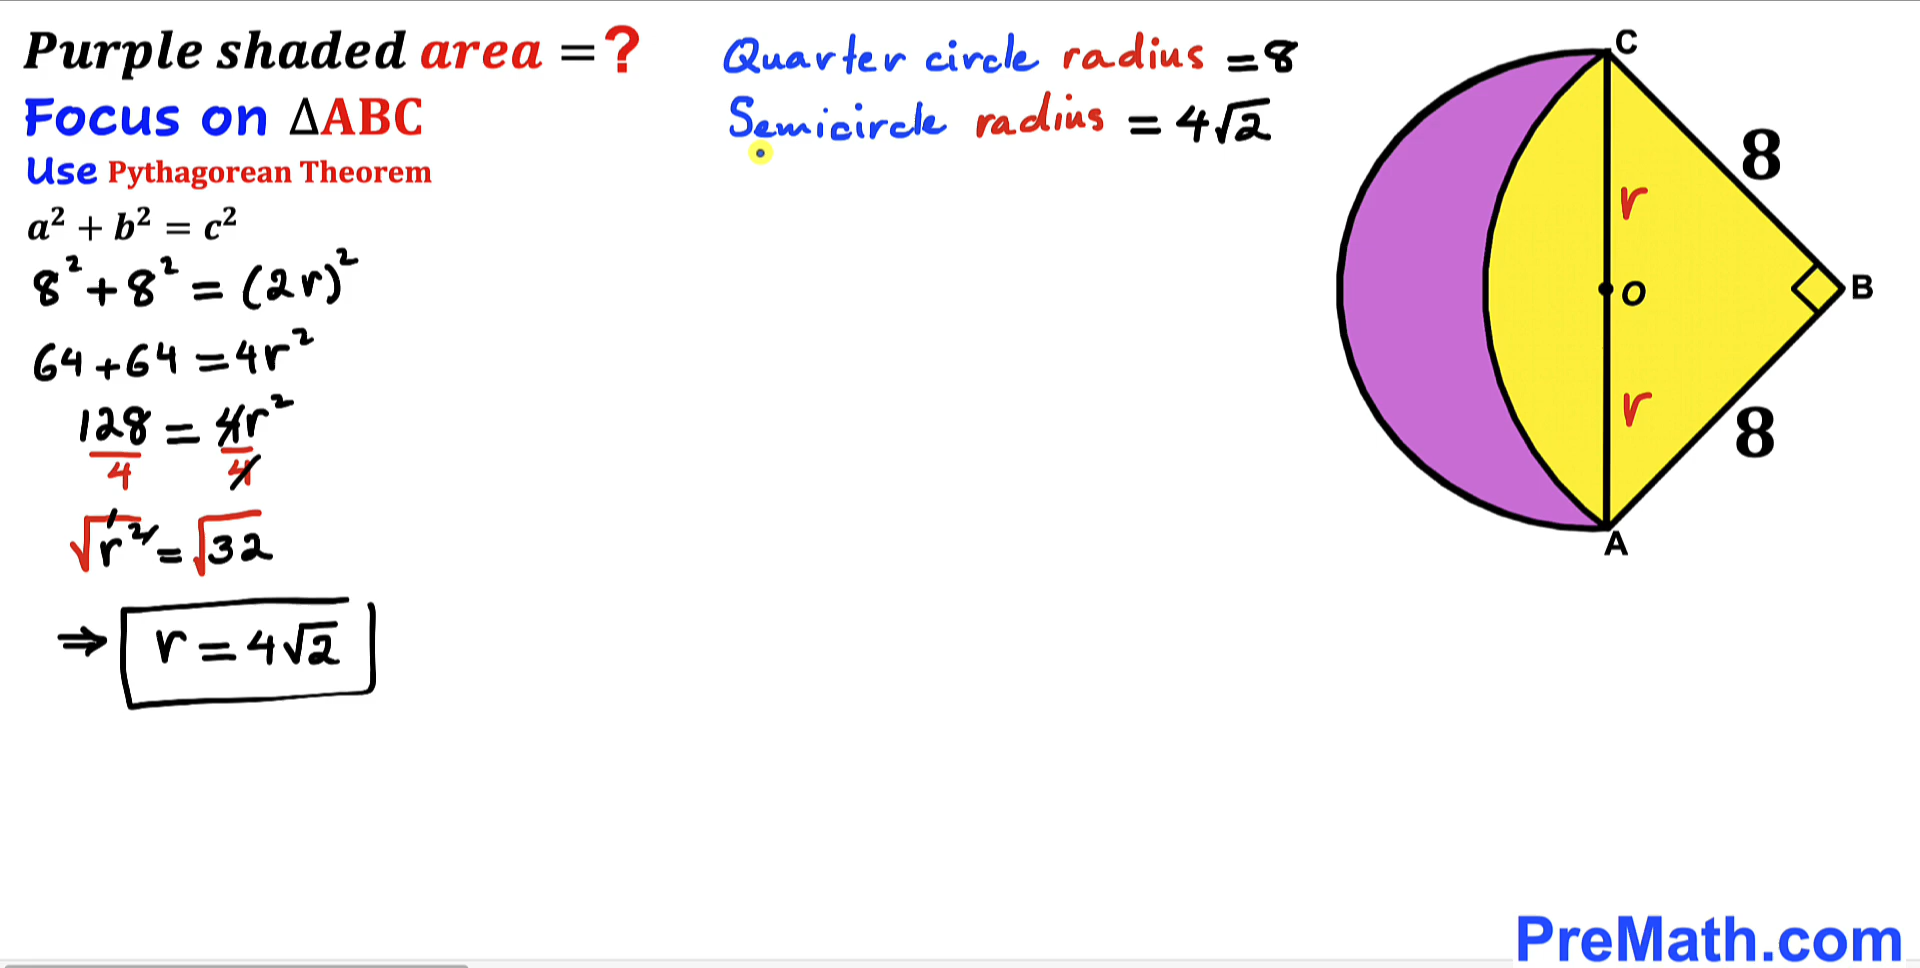 Purple shaded area = ?
Focus on ΔABC
Use Pythagorean Theorem
a² + b² = c²
8² + 8² = (2r)²
64 + 64 = 4r²
128/4 = 4r²/4
√r² = √32
⇒ r = 4√2
Quarter circle radius = 8
Semicircle radius = 4√2
C
8
r
O
B
r
8
A
PreMath.com